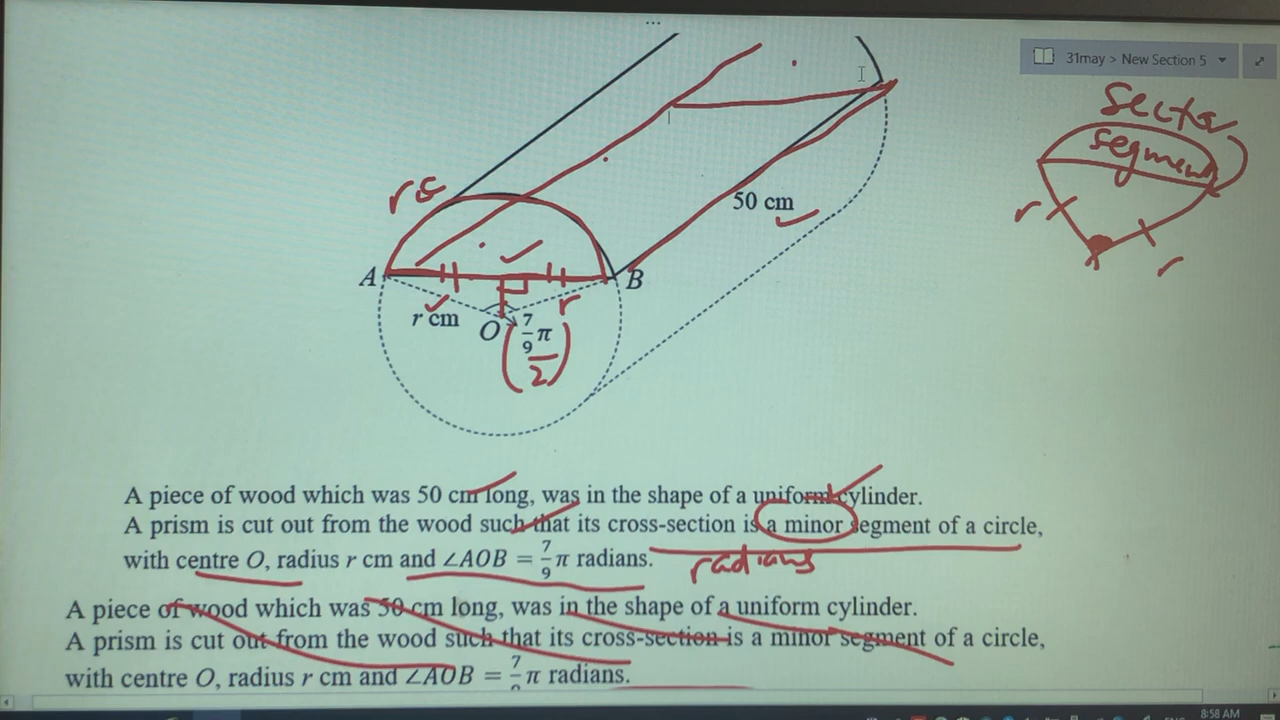 ...
31may > New Section 5
sector
segment
r
r
r
50 cm
A
B
r cm
r
O
7/9 π
2
A piece of wood which was 50 cm long, was in the shape of a uniform cylinder.
A prism is cut out from the wood such that its cross-section is a minor segment of a circle,
with centre O, radius r cm and ∠AOB = 7/9 π radians.
radians
A piece of wood which was 50 cm long, was in the shape of a uniform cylinder.
A prism is cut out from the wood such that its cross-section is a minor segment of a circle,
with centre O, radius r cm and ∠AOB = 7/9 π radians.
8:58 AM